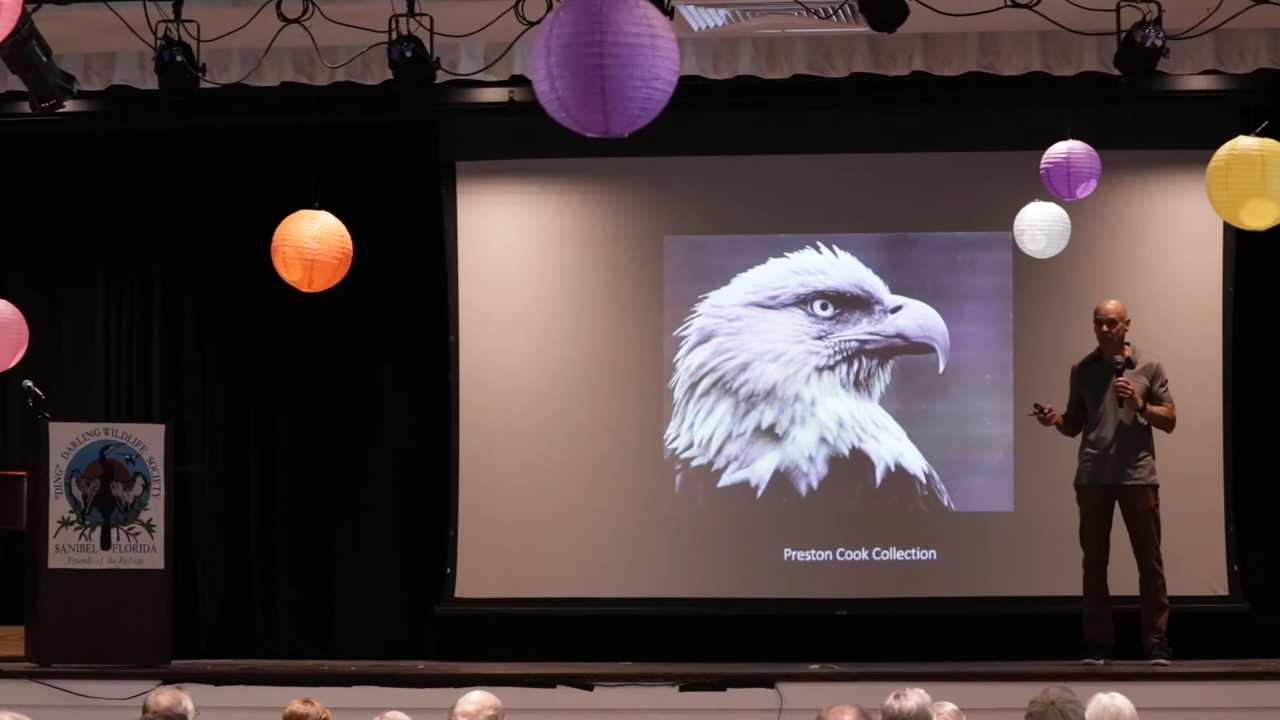 "DING" DARLING WILDLIFE SOCIETY
SANIBEL FLORIDA
Friends of the Refuge
Preston Cook Collection